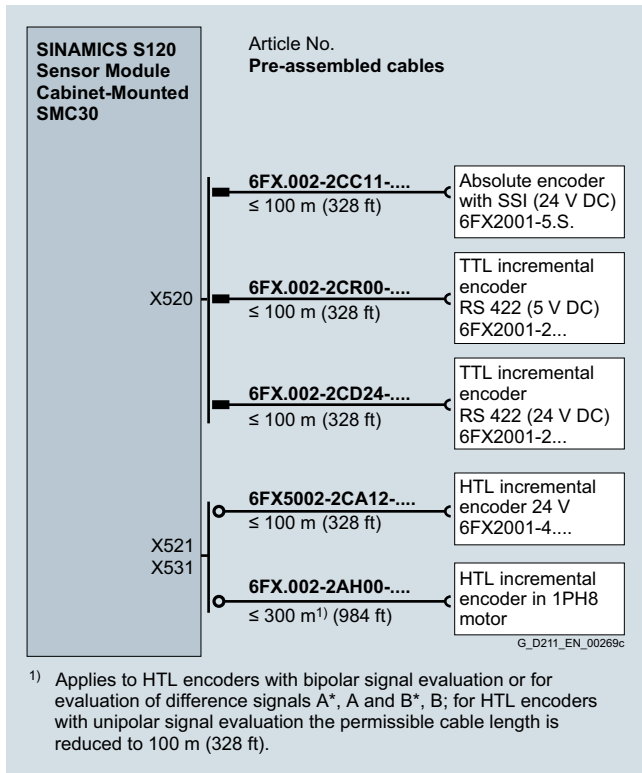 SINAMICS S120
Sensor Module
Cabinet-Mounted
SMC30
Article No.
Pre-assembled cables
X520
6FX.002-2CC11-....
≤ 100 m (328 ft)
Absolute encoder
with SSI (24 V DC)
6FX2001-5.S.
6FX.002-2CR00-....
≤ 100 m (328 ft)
TTL incremental
encoder
RS 422 (5 V DC)
6FX2001-2...
6FX.002-2CD24-....
≤ 100 m (328 ft)
TTL incremental
encoder
RS 422 (24 V DC)
6FX2001-2...
X521
X531
6FX5002-2CA12-....
≤ 100 m (328 ft)
HTL incremental
encoder 24 V
6FX2001-4....
6FX.002-2AH00-....
≤ 300 m1) (984 ft)
HTL incremental
encoder in 1PH8
motor
G_D211_EN_00269c
1) Applies to HTL encoders with bipolar signal evaluation or for
evaluation of difference signals A*, A and B*, B; for HTL encoders
with unipolar signal evaluation the permissible cable length is
reduced to 100 m (328 ft).